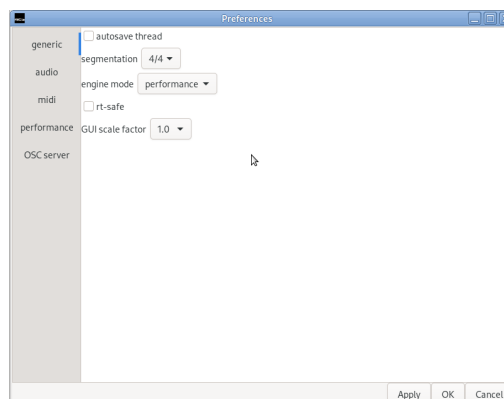 Preferences
generic
audio
midi
performance
OSC server
autosave thread
segmentation 4/4
engine mode performance
rt-safe
GUI scale factor 1.0
Apply OK Cancel